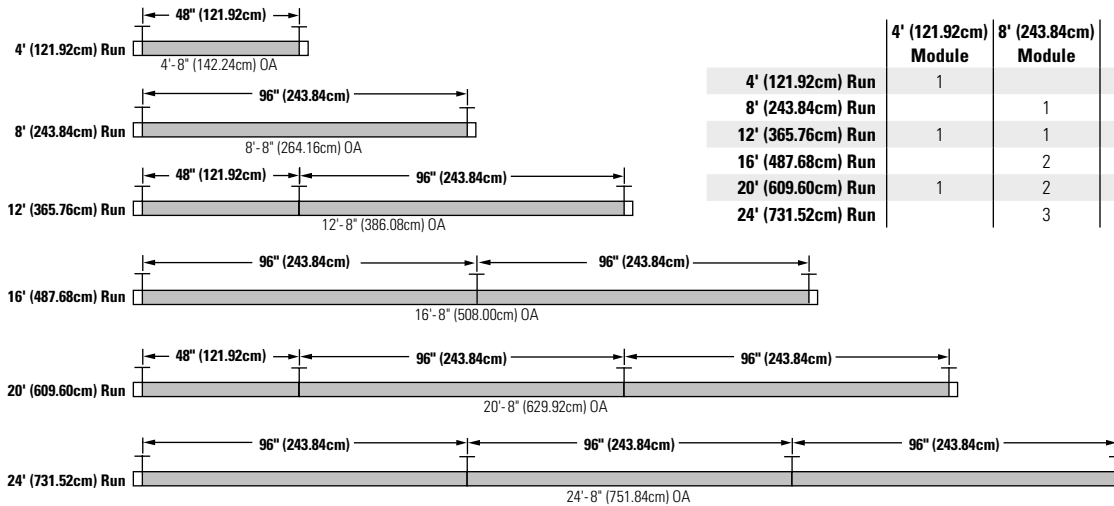 48" (121.92cm)
4' (121.92cm) Run
4'-8" (142.24cm) OA
96" (243.84cm)
8' (243.84cm) Run
8'-8" (264.16cm) OA
48" (121.92cm) 96" (243.84cm)
12' (365.76cm) Run
12'-8" (386.08cm) OA
96" (243.84cm) 96" (243.84cm)
16' (487.68cm) Run
16'-8" (508.00cm) OA
48" (121.92cm) 96" (243.84cm) 96" (243.84cm)
20' (609.60cm) Run
20'-8" (629.92cm) OA
96" (243.84cm) 96" (243.84cm) 96" (243.84cm)
24' (731.52cm) Run
24'-8" (751.84cm) OA
4' (121.92cm) 8' (243.84cm)
Module Module
4' (121.92cm) Run 1
8' (243.84cm) Run 1
12' (365.76cm) Run 1 1
16' (487.68cm) Run 2
20' (609.60cm) Run 1 2
24' (731.52cm) Run 3